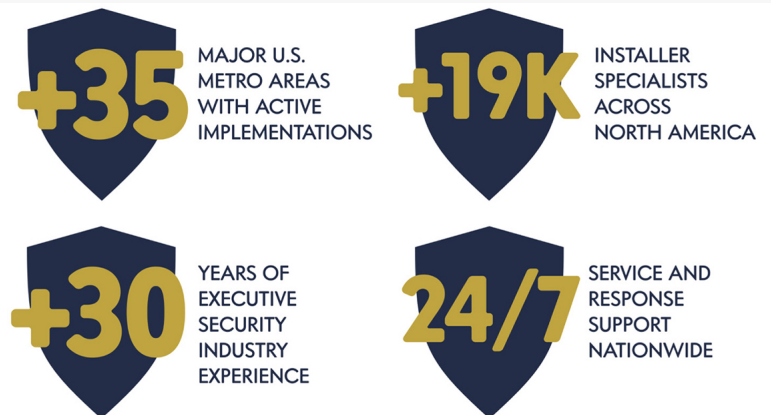 +35
MAJOR U.S.
METRO AREAS
WITH ACTIVE
IMPLEMENTATIONS
+19K
INSTALLER
SPECIALISTS
ACROSS
NORTH AMERICA
+30
YEARS OF
EXECUTIVE
SECURITY
INDUSTRY
EXPERIENCE
24/7
SERVICE AND
RESPONSE
SUPPORT
NATIONWIDE